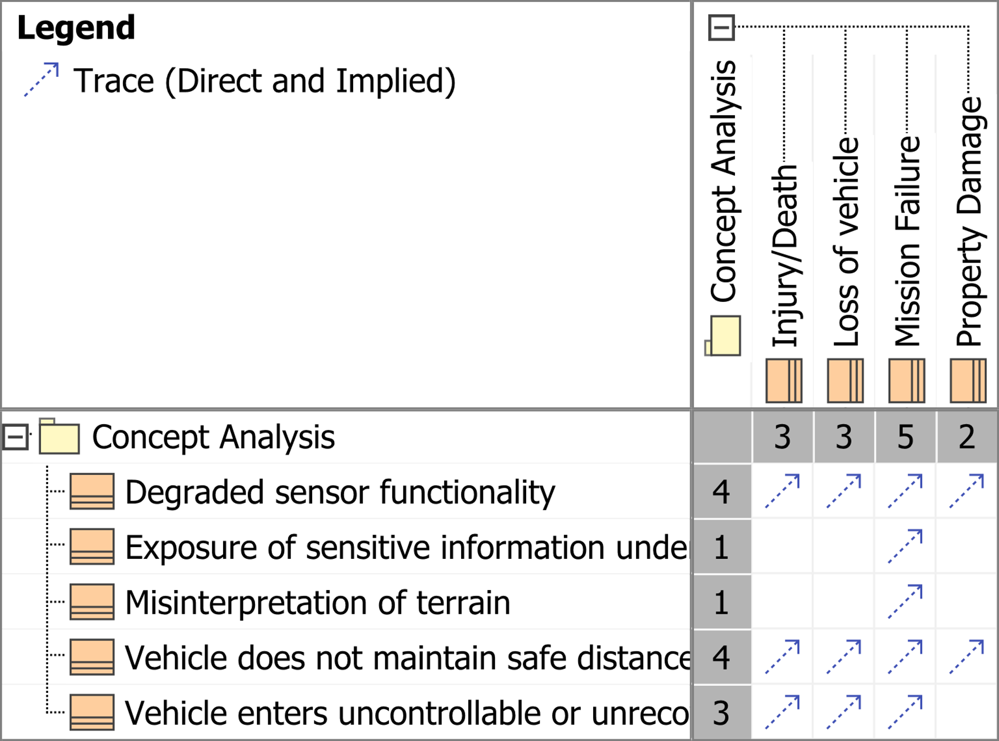 Legend
Trace (Direct and Implied)
Concept Analysis
Injury/Death
Loss of vehicle
Mission Failure
Property Damage
Concept Analysis 3 3 5 2
Degraded sensor functionality 4
Exposure of sensitive information unde 1
Misinterpretation of terrain 1
Vehicle does not maintain safe distance 4
Vehicle enters uncontrollable or unreco 3